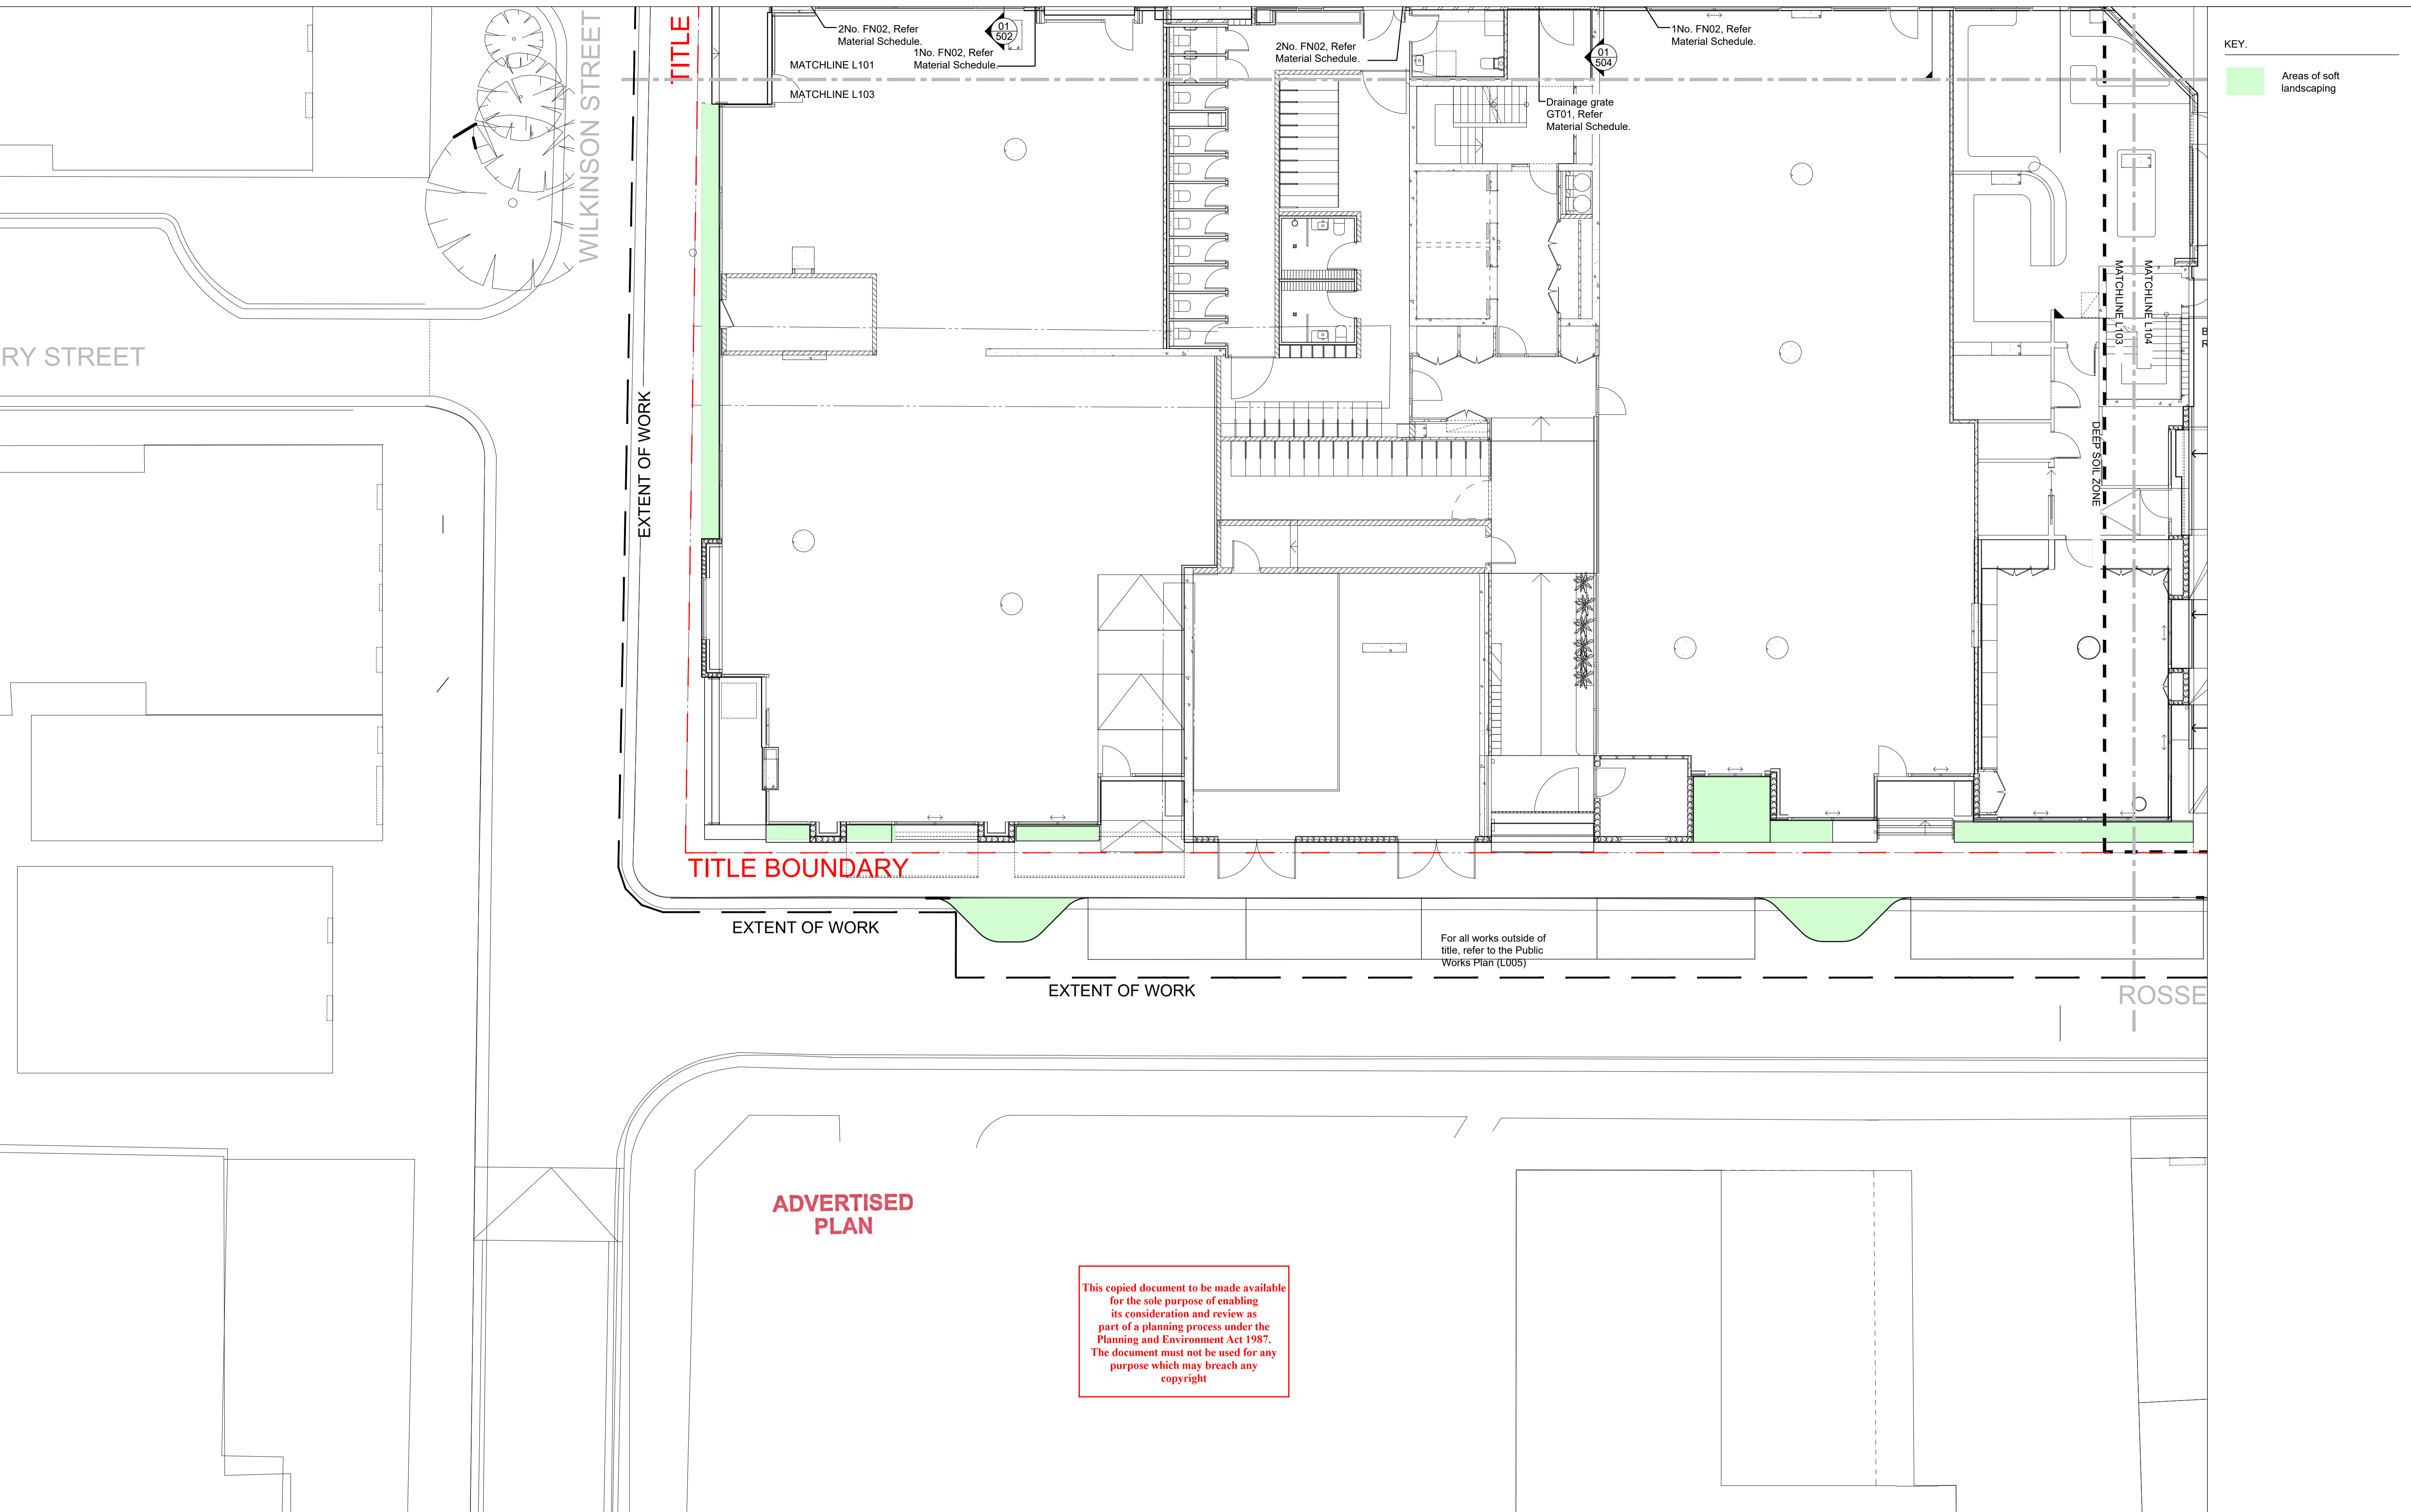 TITLE
WILKINSON STREET
2No. FN02, Refer
Material Schedule.
01
502
1No. FN02, Refer
Material Schedule.
MATCHLINE L101
MATCHLINE L103
2No. FN02, Refer
Material Schedule.
01
504
1No. FN02, Refer
Material Schedule.
Drainage grate
GT01, Refer
Material Schedule.
KEY.
Areas of soft
landscaping
MATCHLINE L103
MATCHLINE L104
B
R
RY STREET
EXTENT OF WORK
DEEP SOIL ZONE
TITLE BOUNDARY
EXTENT OF WORK
For all works outside of
title, refer to the Public
Works Plan (L005)
EXTENT OF WORK
ROSSE
ADVERTISED
PLAN
This copied document to be made available
for the sole purpose of enabling
its consideration and review as
part of a planning process under the
Planning and Environment Act 1987.
The document must not be used for any
purpose which may breach any
copyright